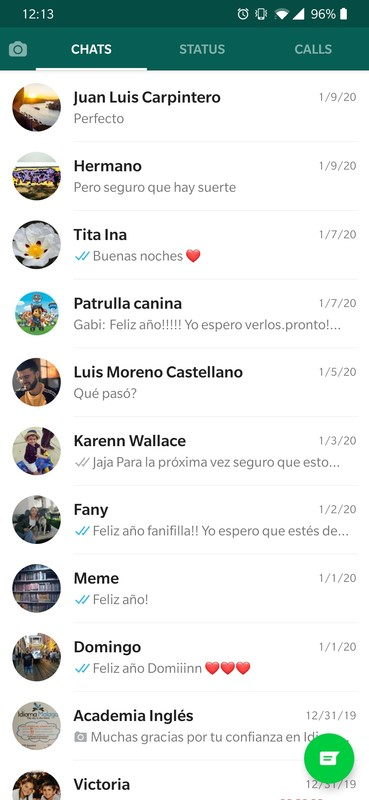 12:13
96%
CHATS
STATUS
CALLS
Juan Luis Carpintero
1/9/20
Perfecto
Hermano
1/9/20
Pero seguro que hay suerte
Tita Ina
1/7/20
Buenas noches ❤️
Patrulla canina
1/7/20
Gabi: Feliz año!!!!! Yo espero verlos.pronto!...
Luis Moreno Castellano
1/5/20
Qué pasó?
Karenn Wallace
1/3/20
Jaja Para la próxima vez seguro que esto...
Fany
1/2/20
Feliz año fanifilla!! Yo espero que estés de...
Meme
1/1/20
Feliz año!
Domingo
1/1/20
Feliz año Domiiinn ❤️❤️❤️
Academia Inglés
12/31/19
Muchas gracias por tu confianza en Idi
Victoria
12/31/19